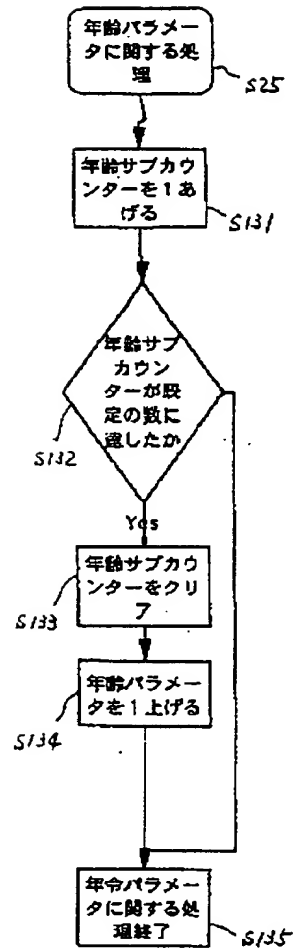 年齢パラメー
タに関する処
理
S25
年齢サブカウ
ンターを1あ
げる
S131
年齢サブ
カウン
ターが設
定の数に
達したか
S132
Yes
年齢サブカウ
ンターをクリ
ア
S133
年齢パラメー
タを1上げる
S134
年令パラメー
タに関する処
理終了
S135